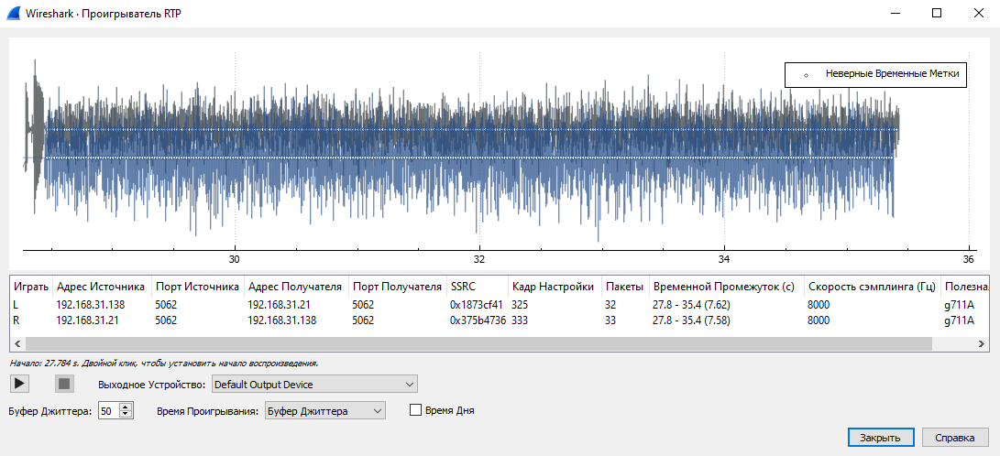 Wireshark · Проигрыватель RTP
Неверные Временные Метки
30 32 34 36
Играть Адрес Источника Порт Источника Адрес Получателя Порт Получателя SSRC Кадр Настройки Пакеты Временной Промежуток (с) Скорость сэмплинга (Гц) Полезна
L 192.168.31.138 5062 192.168.31.21 5062 0x1873cf41 325 32 27.8 - 35.4 (7.62) 8000 g711A
R 192.168.31.21 5062 192.168.31.138 5062 0x375b4736 333 33 27.8 - 35.4 (7.58) 8000 g711A
Начало: 27.784 s. Двойной клик, чтобы установить начало воспроизведения.
Выходное Устройство: Default Output Device
Буфер Джиттера: 50 Время Проигрывания: Буфер Джиттера Время Дня
Закрыть Справка